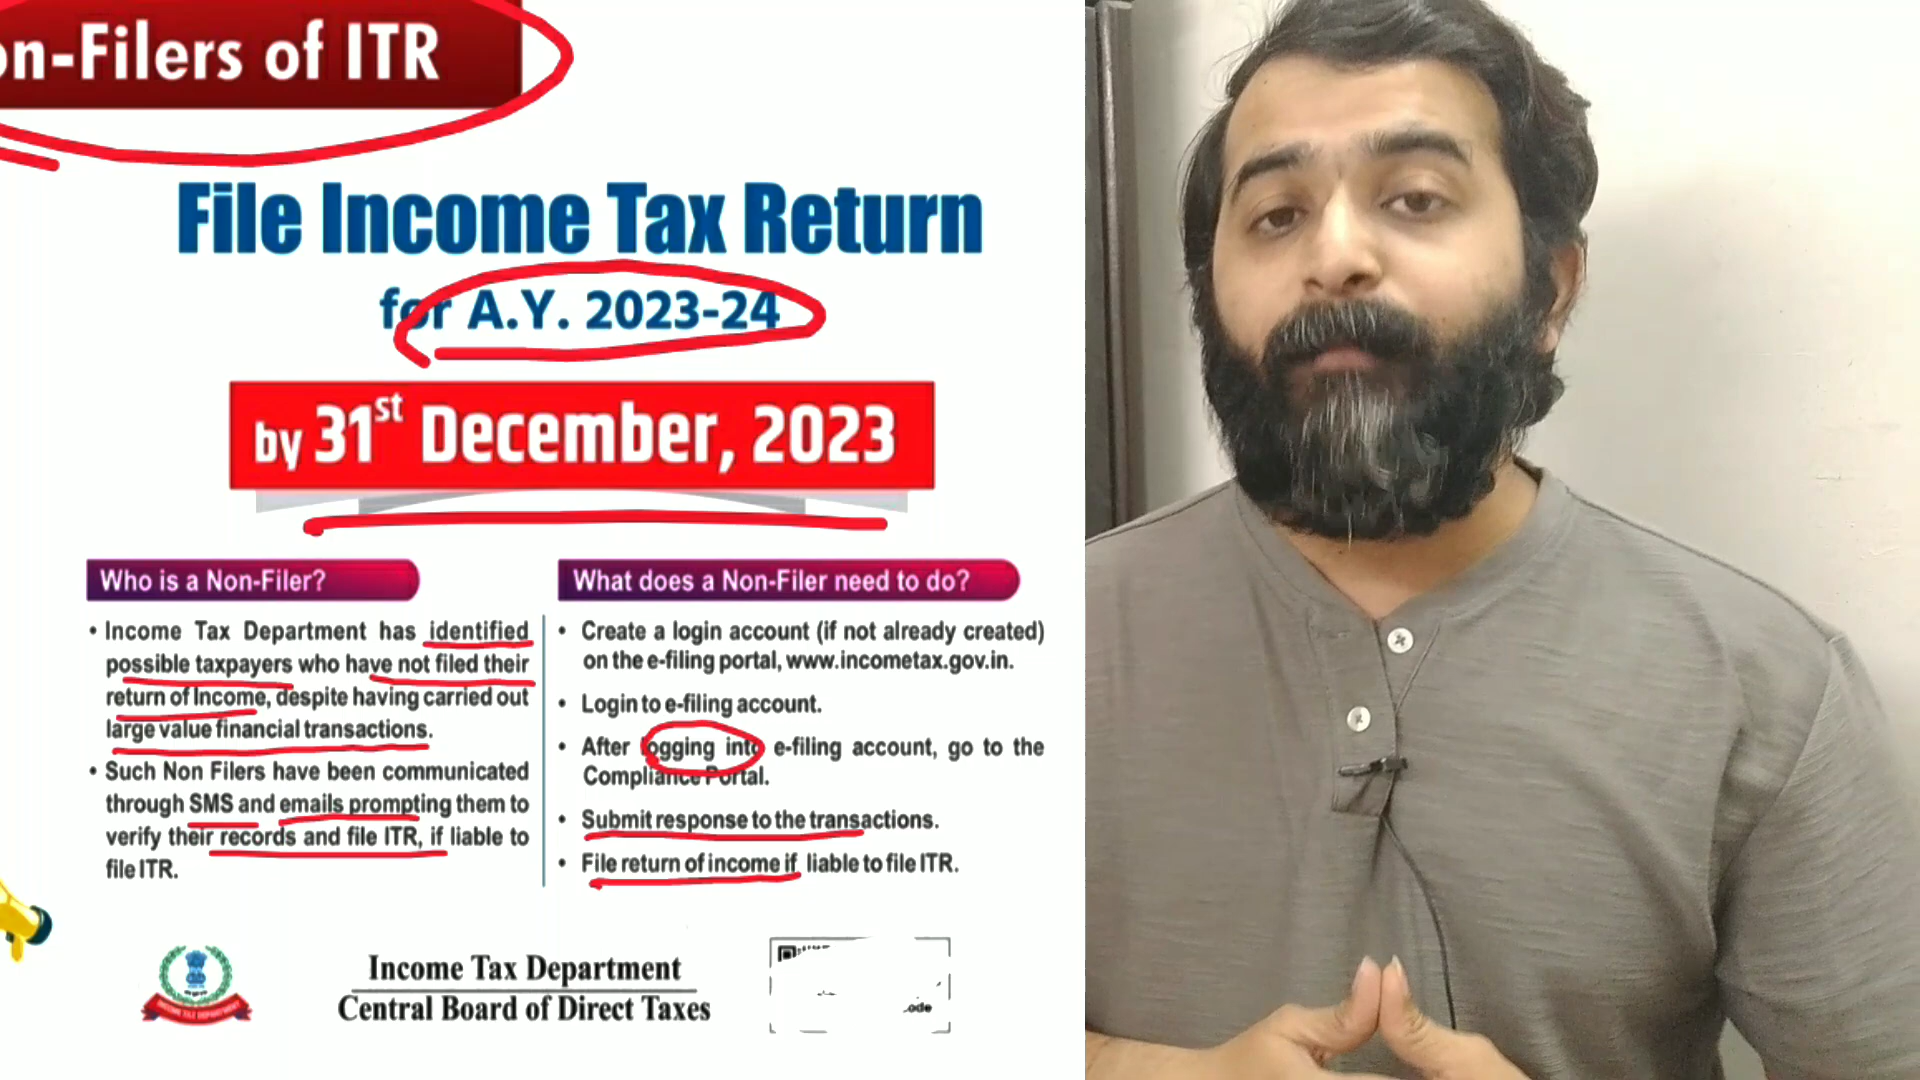 on-Filers of ITR
File Income Tax Return
for A.Y. 2023-24
by 31st December, 2023
Who is a Non-Filer?
• Income Tax Department has identified
possible taxpayers who have not filed their
return of Income, despite having carried out
large value financial transactions.
• Such Non Filers have been communicated
through SMS and emails prompting them to
verify their records and file ITR, if liable to
file ITR.
What does a Non-Filer need to do?
• Create a login account (if not already created)
on the e-filing portal, www.incometax.gov.in.
• Login to e-filing account.
• After logging into e-filing account, go to the
Compliance Portal.
• Submit response to the transactions.
• File return of income if liable to file ITR.
INCOME TAX DEPARTMENT
Income Tax Department
Central Board of Direct Taxes
ode